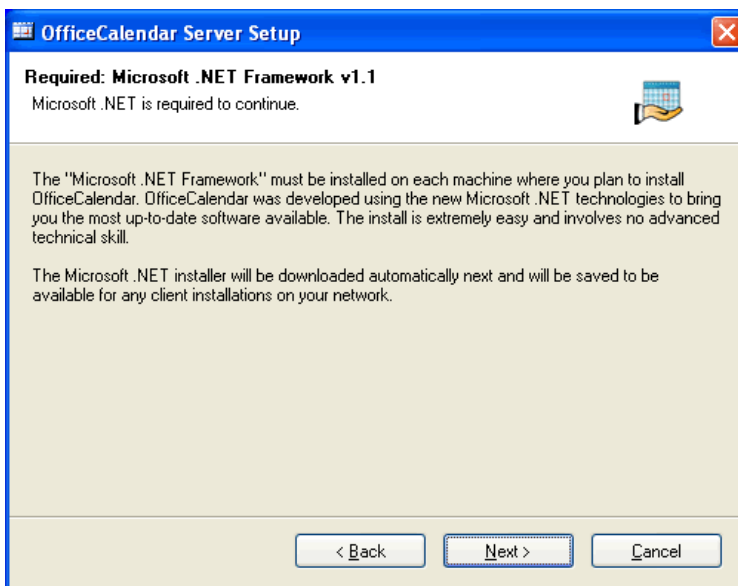 OfficeCalendar Server Setup
Required: Microsoft .NET Framework v1.1
Microsoft .NET is required to continue.
The "Microsoft .NET Framework" must be installed on each machine where you plan to install
OfficeCalendar. OfficeCalendar was developed using the new Microsoft .NET technologies to bring
you the most up-to-date software available. The install is extremely easy and involves no advanced
technical skill.
The Microsoft .NET installer will be downloaded automatically next and will be saved to be
available for any client installations on your network.
< Back
Next >
Cancel